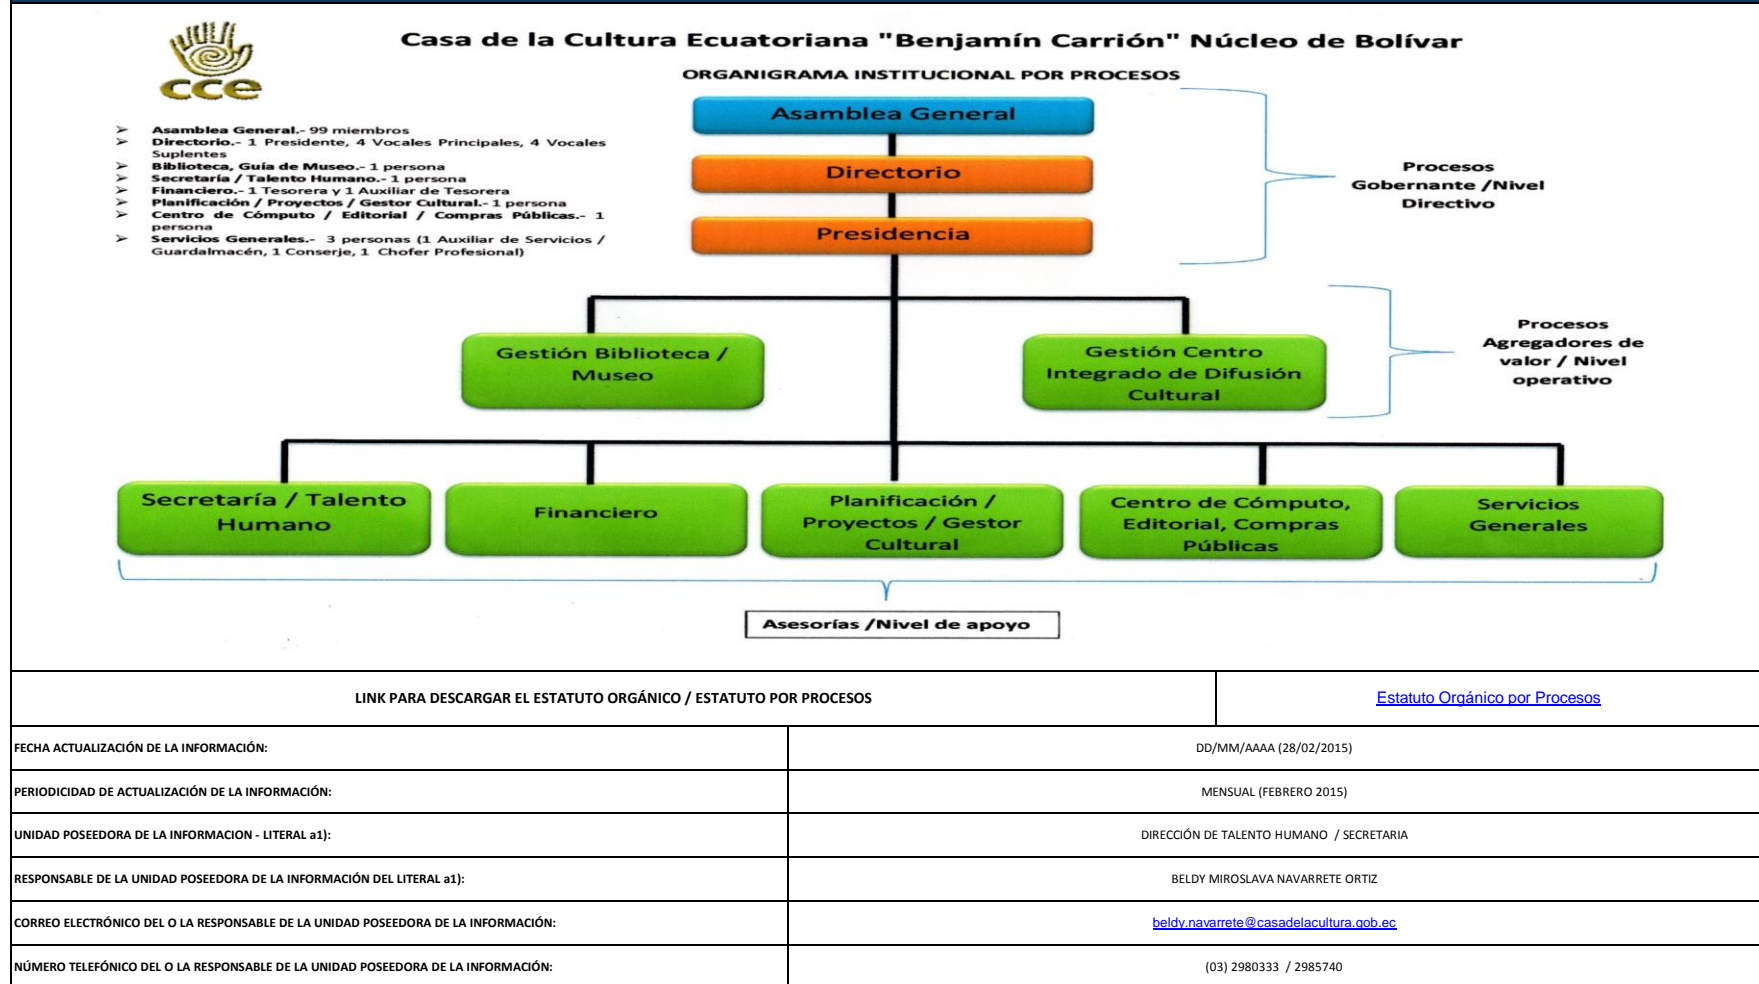 cce
Casa de la Cultura Ecuatoriana "Benjamín Carrión" Núcleo de Bolívar
ORGANIGRAMA INSTITUCIONAL POR PROCESOS
➢ Asamblea General.- 99 miembros
➢ Directorio.- 1 Presidente, 4 Vocales Principales, 4 Vocales
Suplentes
➢ Biblioteca, Guía de Museo.- 1 persona
➢ Secretaría / Talento Humano.- 1 persona
➢ Financiero.- 1 Tesorera y 1 Auxiliar de Tesorera
➢ Planificación / Proyectos / Gestor Cultural.- 1 persona
➢ Centro de Cómputo / Editorial / Compras Públicas.- 1
persona
➢ Servicios Generales.- 3 personas (1 Auxiliar de Servicios /
Guardalmacén, 1 Conserje, 1 Chofer Profesional)
Asamblea General
Directorio
Presidencia
Procesos
Gobernante /Nivel
Directivo
Gestión Biblioteca /
Museo
Gestión Centro
Integrado de Difusión
Cultural
Procesos
Agregadores de
valor / Nivel
operativo
Secretaría / Talento
Humano
Financiero
Planificación /
Proyectos / Gestor
Cultural
Centro de Cómputo,
Editorial, Compras
Públicas
Servicios
Generales
Asesorías /Nivel de apoyo
LINK PARA DESCARGAR EL ESTATUTO ORGÁNICO / ESTATUTO POR PROCESOS
Estatuto Orgánico por Procesos
FECHA ACTUALIZACIÓN DE LA INFORMACIÓN:
DD/MM/AAAA (28/02/2015)
PERIODICIDAD DE ACTUALIZACIÓN DE LA INFORMACIÓN:
MENSUAL (FEBRERO 2015)
UNIDAD POSEEDORA DE LA INFORMACION - LITERAL a1):
DIRECCIÓN DE TALENTO HUMANO / SECRETARIA
RESPONSABLE DE LA UNIDAD POSEEDORA DE LA INFORMACIÓN DEL LITERAL a1):
BELDY MIROSLAVA NAVARRETE ORTIZ
CORREO ELECTRÓNICO DEL O LA RESPONSABLE DE LA UNIDAD POSEEDORA DE LA INFORMACIÓN:
beldy.navarrete@casadelacultura.gob.ec
NÚMERO TELEFÓNICO DEL O LA RESPONSABLE DE LA UNIDAD POSEEDORA DE LA INFORMACIÓN:
(03) 2980333 / 2985740